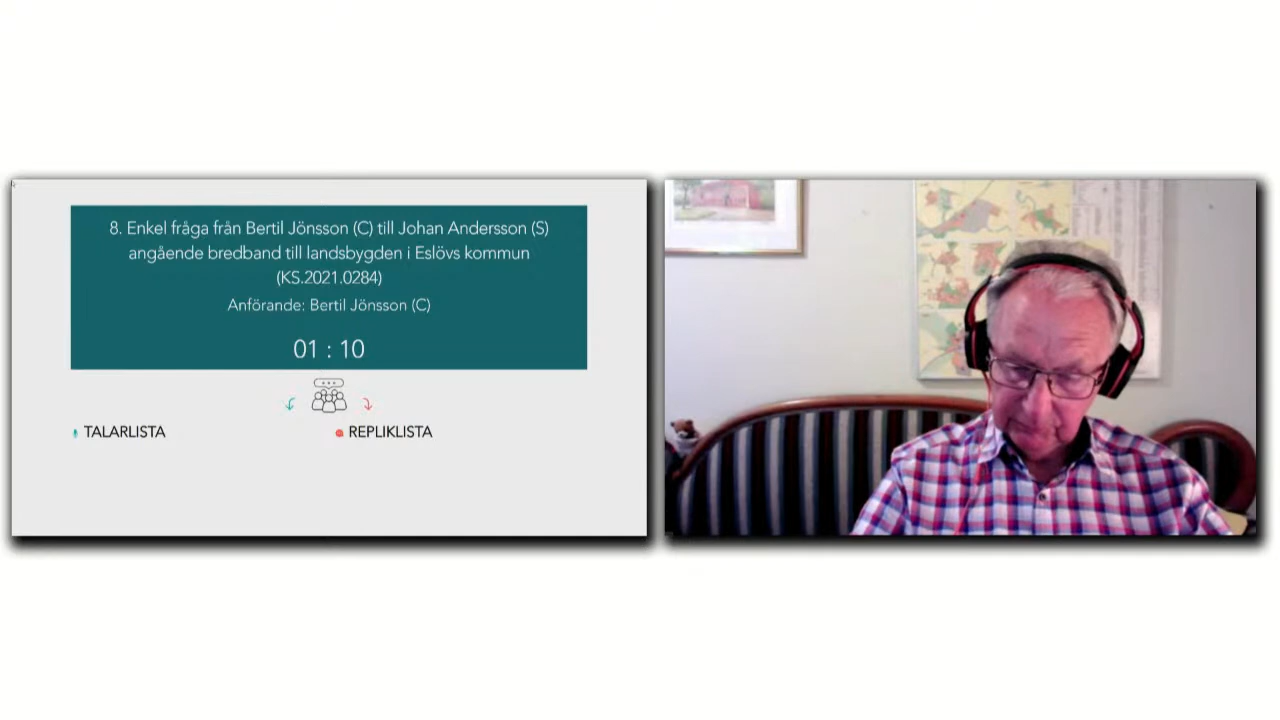 8. Enkel fråga från Bertil Jönsson (C) till Johan Andersson (S)
angående bredband till landsbygden i Eslövs kommun
(KS.2021.0284)
Anförande: Bertil Jönsson (C)
01 : 10
TALARLISTA
REPLIKLISTA